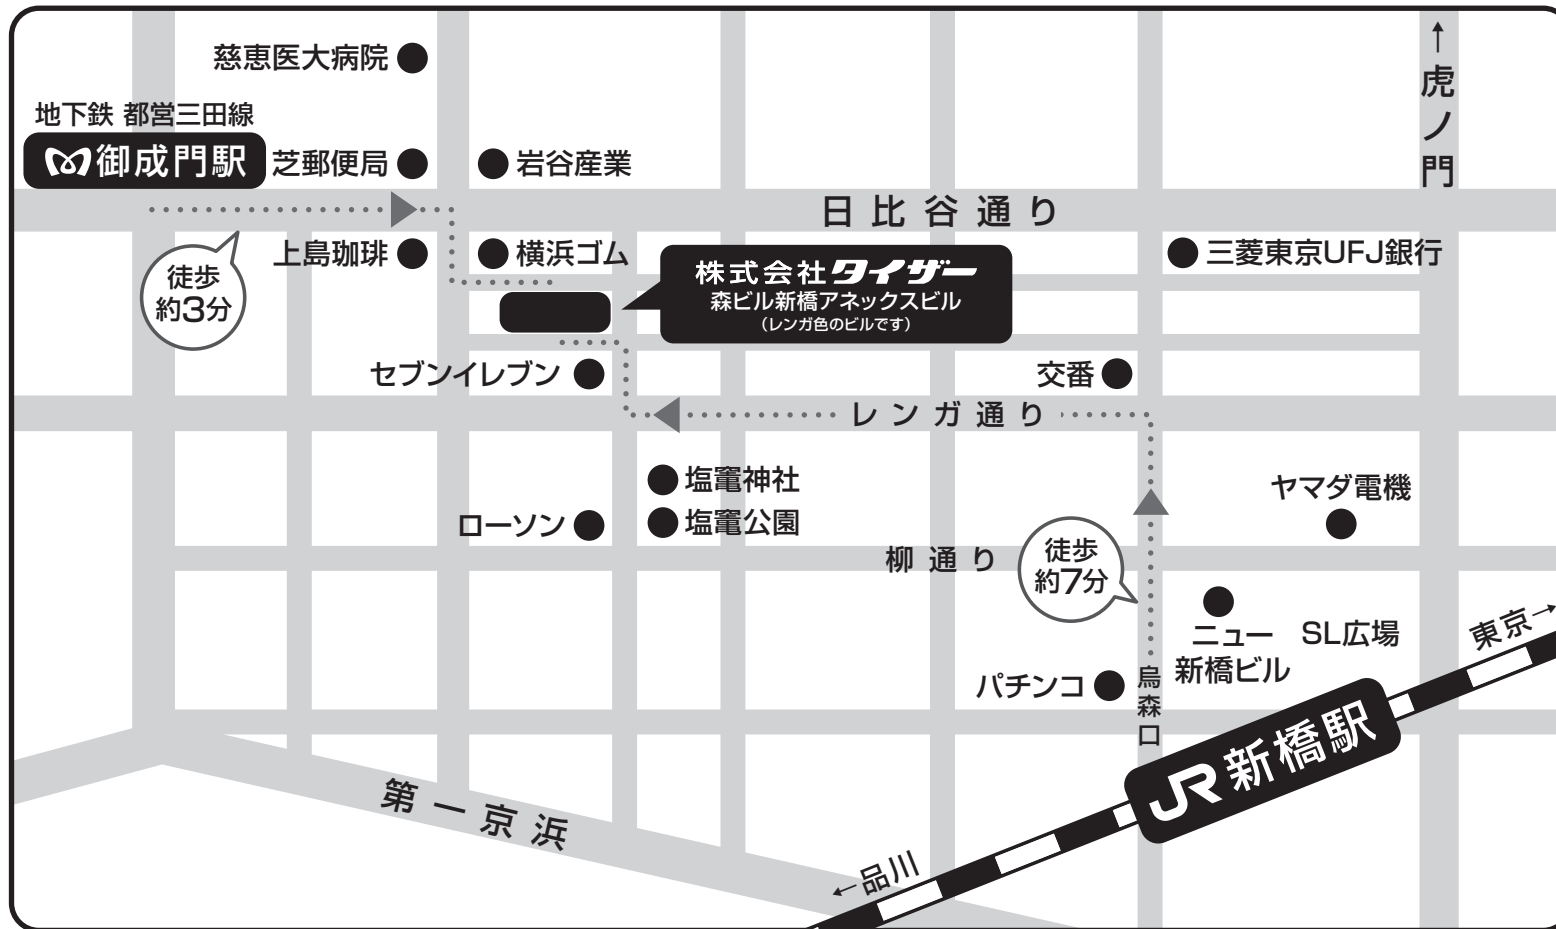 慈恵医大病院
地下鉄 都営三田線
御成門駅
芝郵便局
岩谷産業
↑虎ノ門
日比谷通り
徒歩
約3分
上島珈琲
横浜ゴム
株式会社タイザー
森ビル新橋アネックスビル
(レンガ色のビルです)
三菱東京UFJ銀行
セブンイレブン
交番
レンガ通り
塩竃神社
塩竃公園
ローソン
ヤマダ電機
柳通り
徒歩
約7分
ニュー
新橋ビル
SL広場
東京→
パチンコ
烏森口
JR新橋駅
第一京浜
←品川